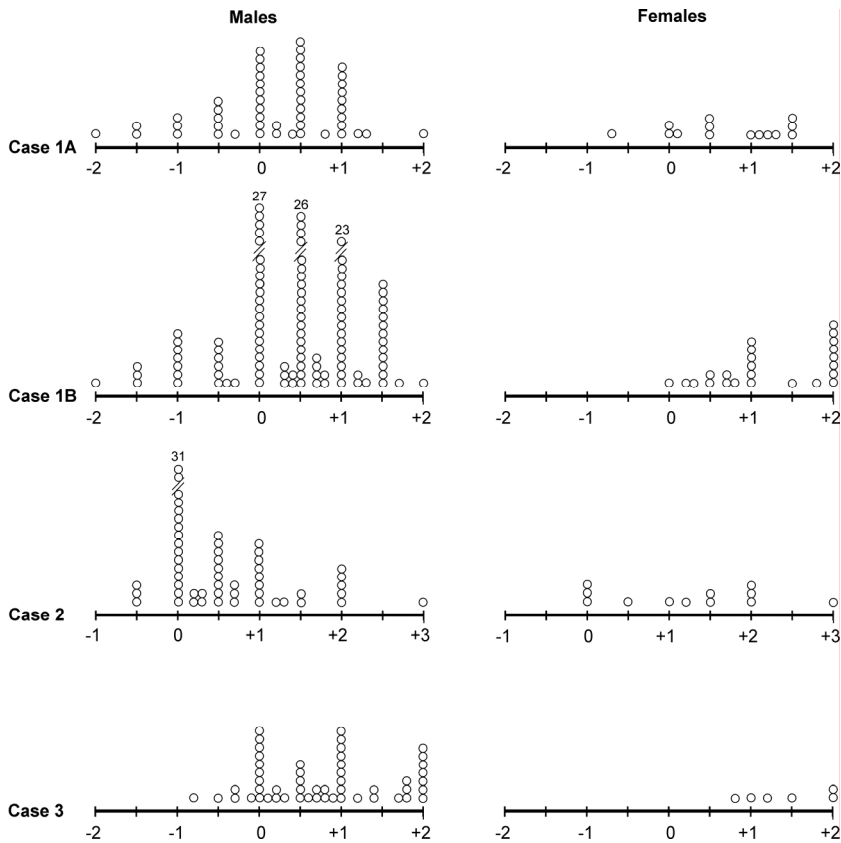 Males Females
Case 1A
-2 -1 0 +1 +2 -2 -1 0 +1 +2
27 26 23
Case 1B
-2 -1 0 +1 +2 -2 -1 0 +1 +2
31
Case 2
-1 0 +1 +2 +3 -1 0 +1 +2 +3
Case 3
-2 -1 0 +1 +2 -2 -1 0 +1 +2